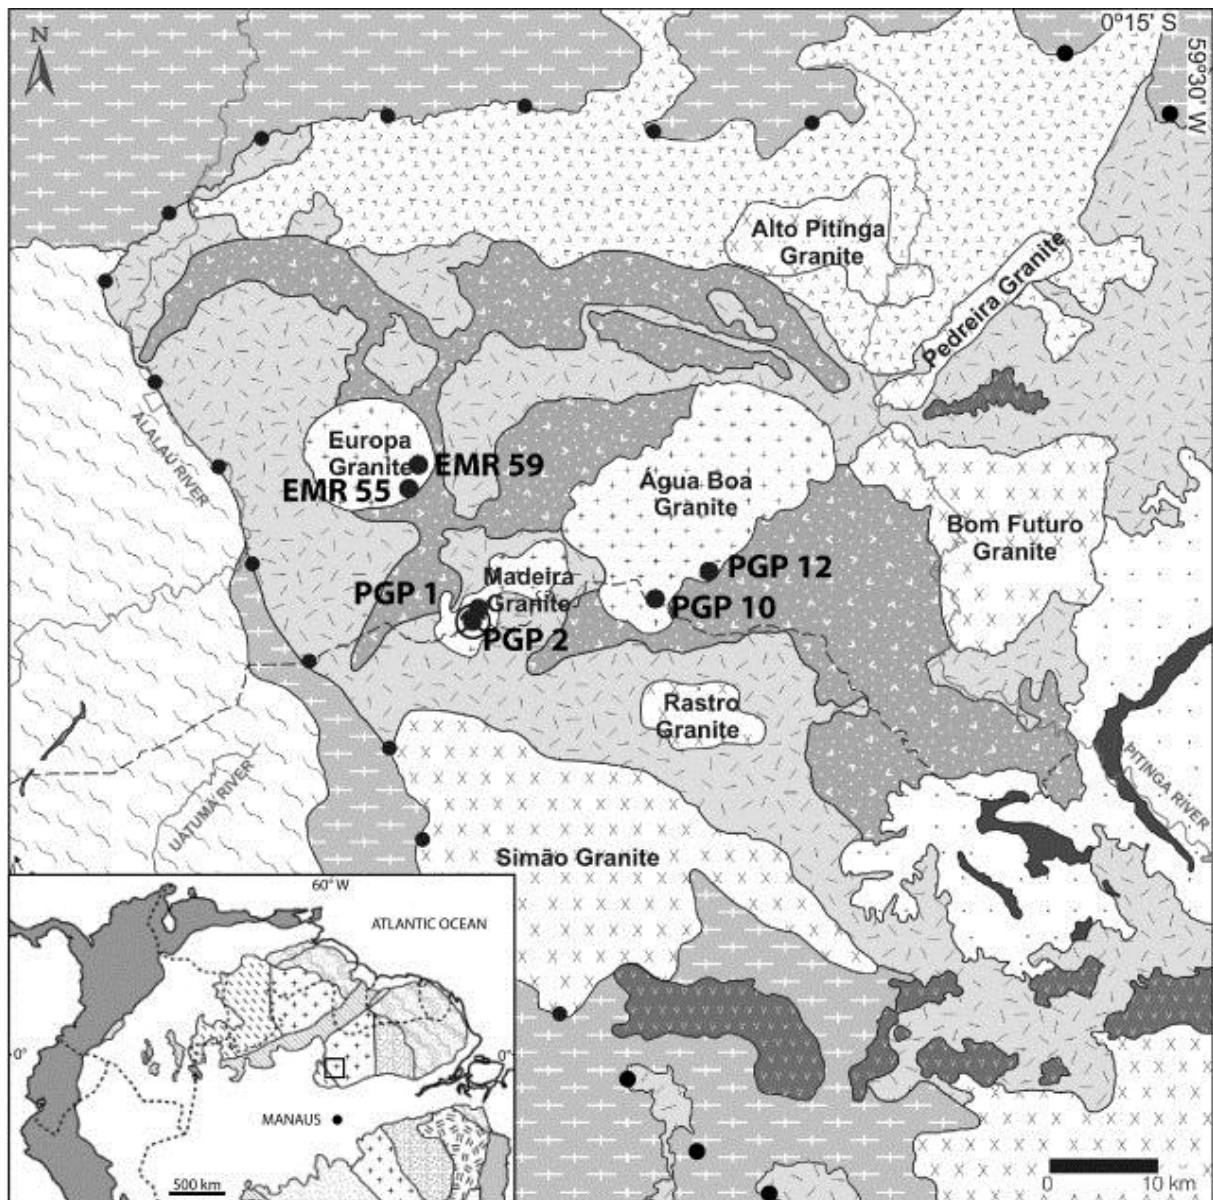 N
0°15' S
59°30' W
Alto Pitinga
Granite
Pedreira Granite
ALALAÚ RIVER
Europa
Granite
EMR 59
EMR 55
Água Boa
Granite
Bom Futuro
Granite
PGP 12
PGP 1
Madeira
Granite
PGP 10
PGP 2
Rastro
Granite
PITINGA RIVER
UATUMÃ RIVER
Simão Granite
60° W
ATLANTIC OCEAN
0°
0°
MANAUS
500 km
0
10 km